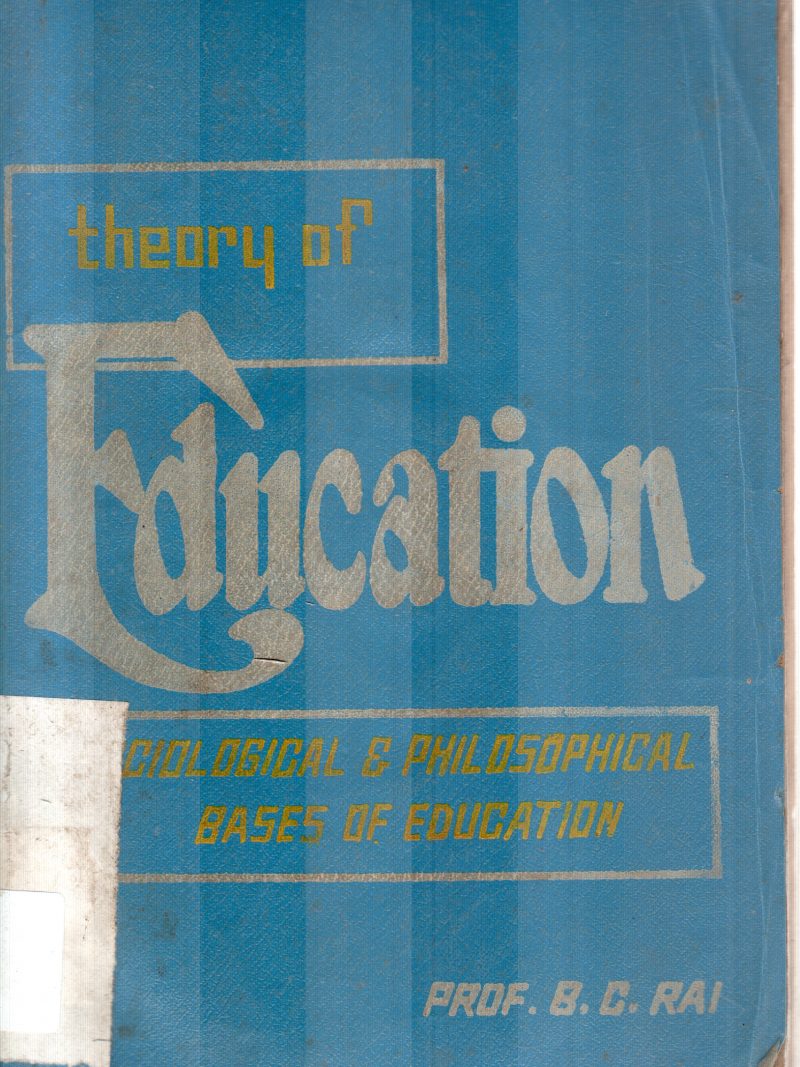 theory of
Education
CIOLOGICAL & PHILOSOPHICAL
BASES OF EDUCATION
PROF. B. C. RAI